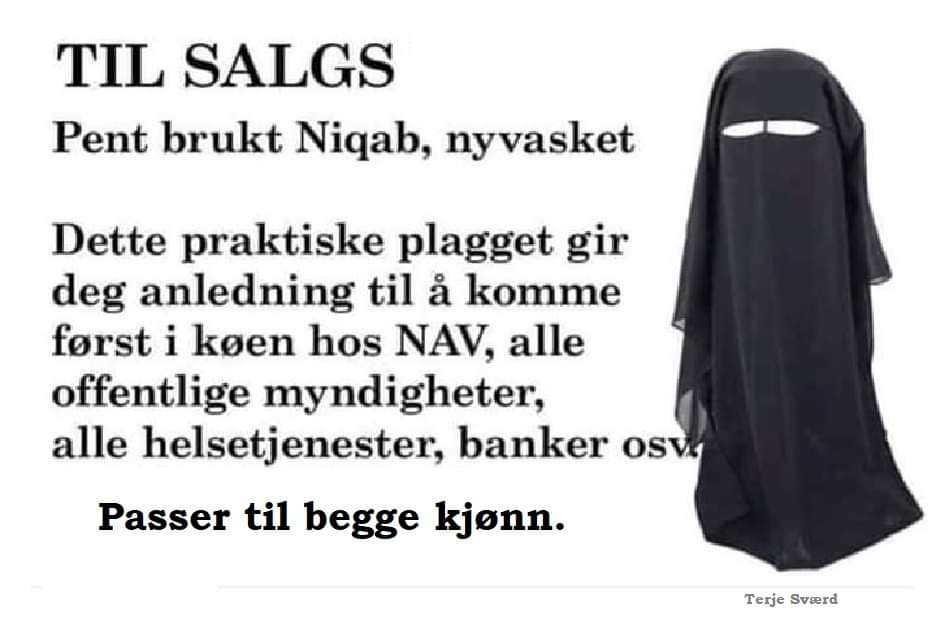 TIL SALGS
Pent brukt Niqab, nyvasket
Dette praktiske plagget gir
deg anledning til å komme
først i køen hos NAV, alle
offentlige myndigheter,
alle helsetjenester, banker osv.
Passer til begge kjønn.
Terje Sværd